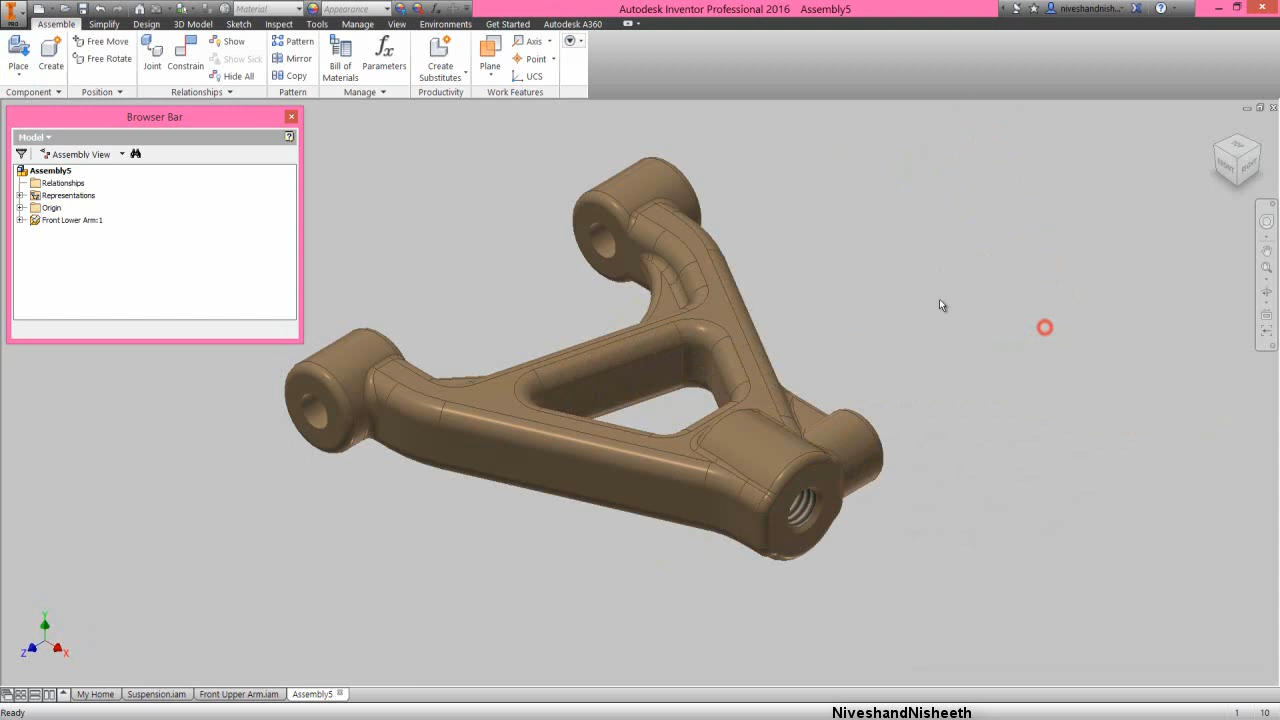 Autodesk Inventor Professional 2016 Assembly5
Material
Appearance
niveshandnish...
PRO
Assemble Simplify Design 3D Model Sketch Inspect Tools Manage View Environments Get Started Autodesk A360
Place Create Free Move Free Rotate
Joint Constrain Show Show Sick Hide All
Pattern Mirror Copy
Bill of Materials Parameters
Create Substitutes
Plane Axis Point UCS
Component Position Relationships Pattern Manage Productivity Work Features
Browser Bar
Model
Assembly View
Assembly5
Relationships
Representations
Origin
Front Lower Arm:1
TOP
FRONT RIGHT
Y
Z X
My Home Suspension.iam Front Upper Arm.iam Assembly5
Ready NiveshandNisheeth 1 10